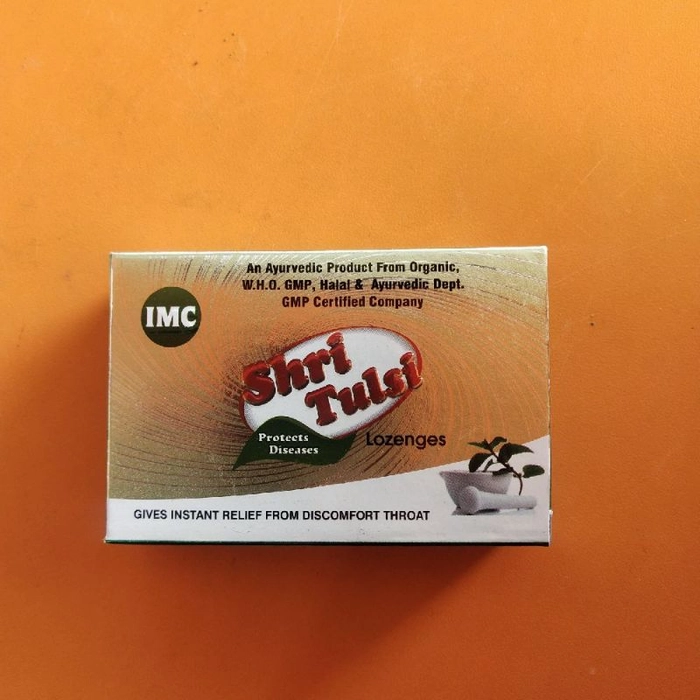 An Ayurvedic Product From Organic,
W.H.O. GMP, Halal & Ayurvedic Dept.
GMP Certified Company
IMC
Shri
Tulsi
Protects
Diseases
Lozenges
GIVES INSTANT RELIEF FROM DISCOMFORT THROAT